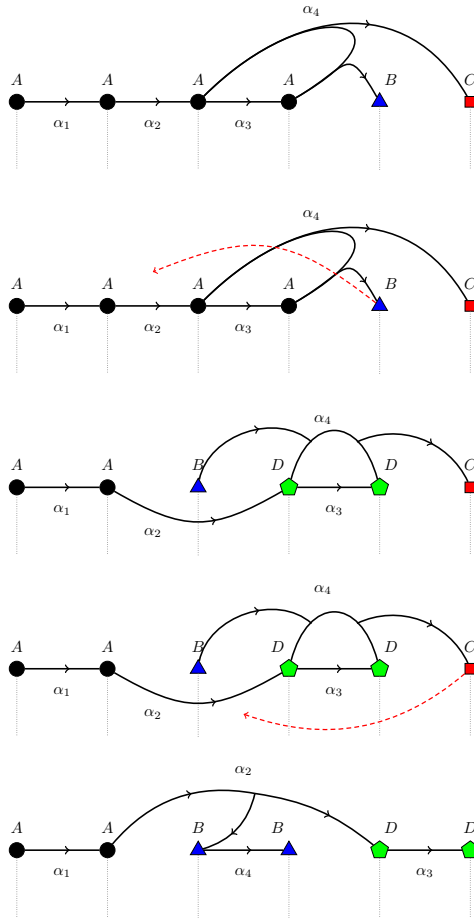 α₄
A A A A B C
α₁ α₂ α₃
α₄
A A A A B C
α₁ α₂ α₃
α₄
A A B D D C
α₁ α₂ α₃
α₄
A A B D D C
α₁ α₂ α₃
α₂
A A B B D D
α₁ α₄ α₃